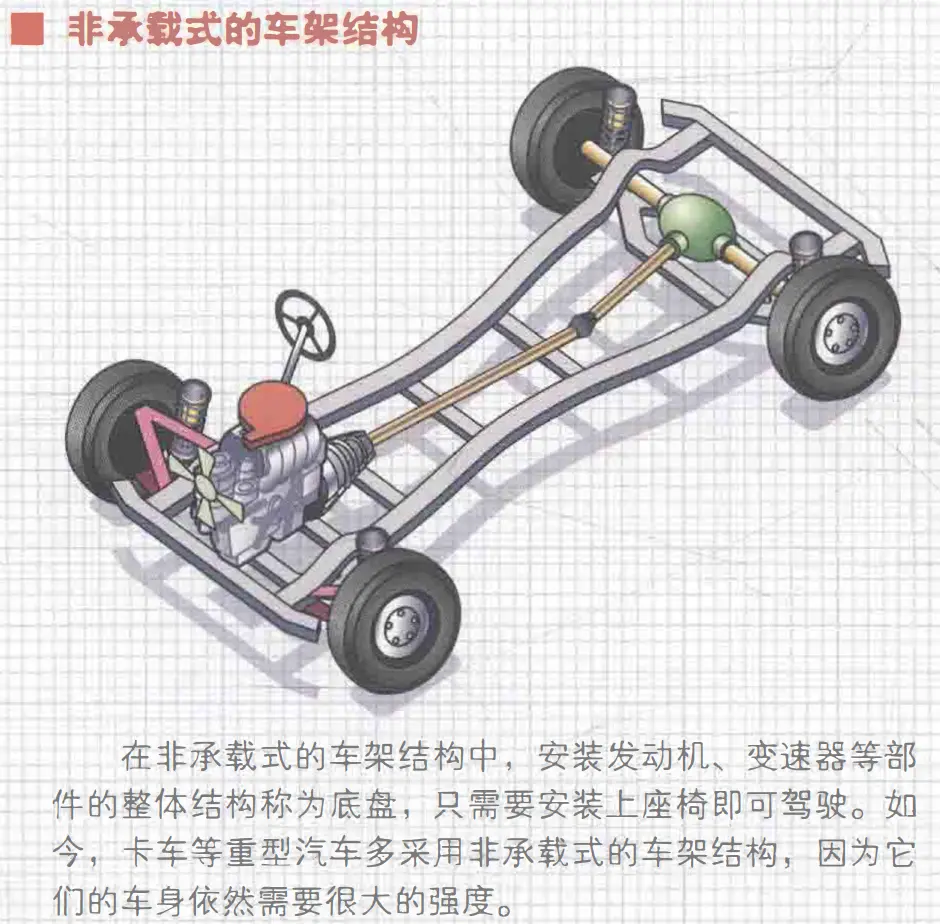 非承载式的车架结构
在非承载式的车架结构中，安装发动机、变速器等部
件的整体结构称为底盘，只需要安装上座椅即可驾驶。如
今，卡车等重型汽车多采用非承载式的车架结构，因为它
们的车身依然需要很大的强度。